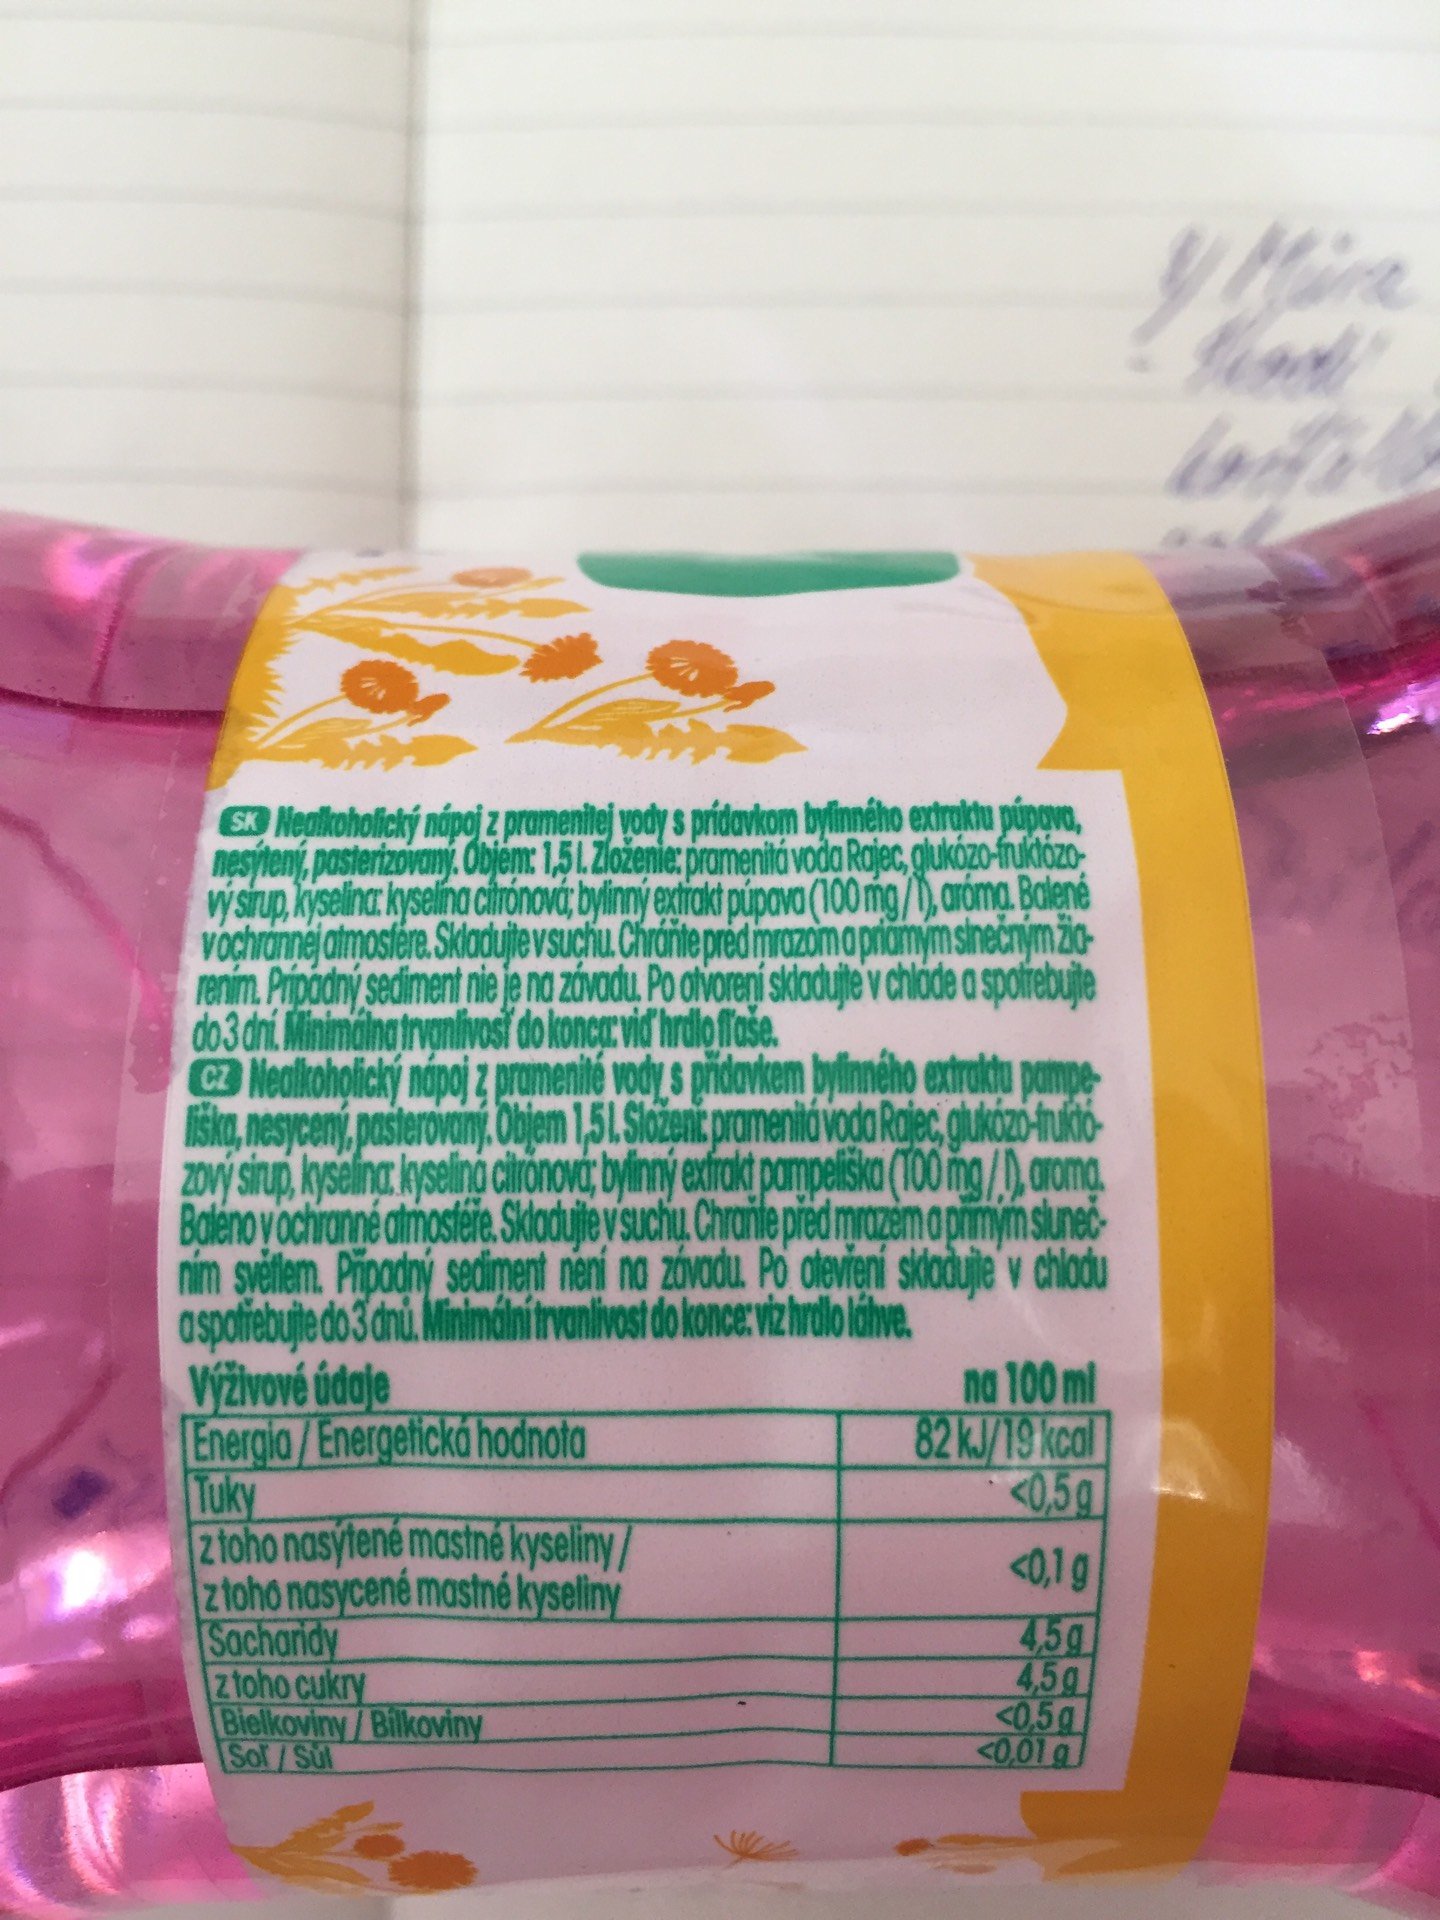 Múra
SK Nealkoholický nápoj z pramenitej vody s prídavkom bylinného extraktu púpava,
nesýtený, pasterizovaný. Objem: 1,5 l. Zloženie: pramenitá voda Rajec, glukózo-fruktózo-
vý sirup, kyselina: kyselina citrónová; bylinný extrakt púpava (100 mg/l), aróma. Balené
v ochrannej atmosfére. Skladujte v suchu. Chráňte pred mrazom a priamym slnečným žia-
rením. Prípadný sediment nie je na závadu. Po otvorení skladujte v chlade a spotrebujte
do 3 dní. Minimálna trvanlivosť do konca: viď hrdlo fľaše.
CZ Nealkoholický nápoj z pramenité vody s přídavkem bylinného extraktu pampe-
liška, nesycený, pasterovaný. Objem 1,5 l. Složení: pramenitá voda Rajec, glukózo-frukto-
zový sirup, kyselina: kyselina citrónová; bylinný extrakt pampeliška (100 mg/l), aroma.
Baleno v ochranné atmosféře. Skladujte v suchu. Chraňte před mrazem a přímým sluneč-
ním světlem. Případný sediment není na závadu. Po otevření skladujte v chladu
a spotřebujte do 3 dnů. Minimální trvanlivost do konce: viz hrdlo láhve.
Výživové údaje na 100 ml
Energia / Energetická hodnota 82 kJ/19 kcal
Tuky <0,5 g
z toho nasýtené mastné kyseliny /
z toho nasycené mastné kyseliny <0,1 g
Sacharidy 4,5 g
z toho cukry 4,5 g
Bielkoviny / Bílkoviny <0,5 g
Soľ / Sůl <0,01 g